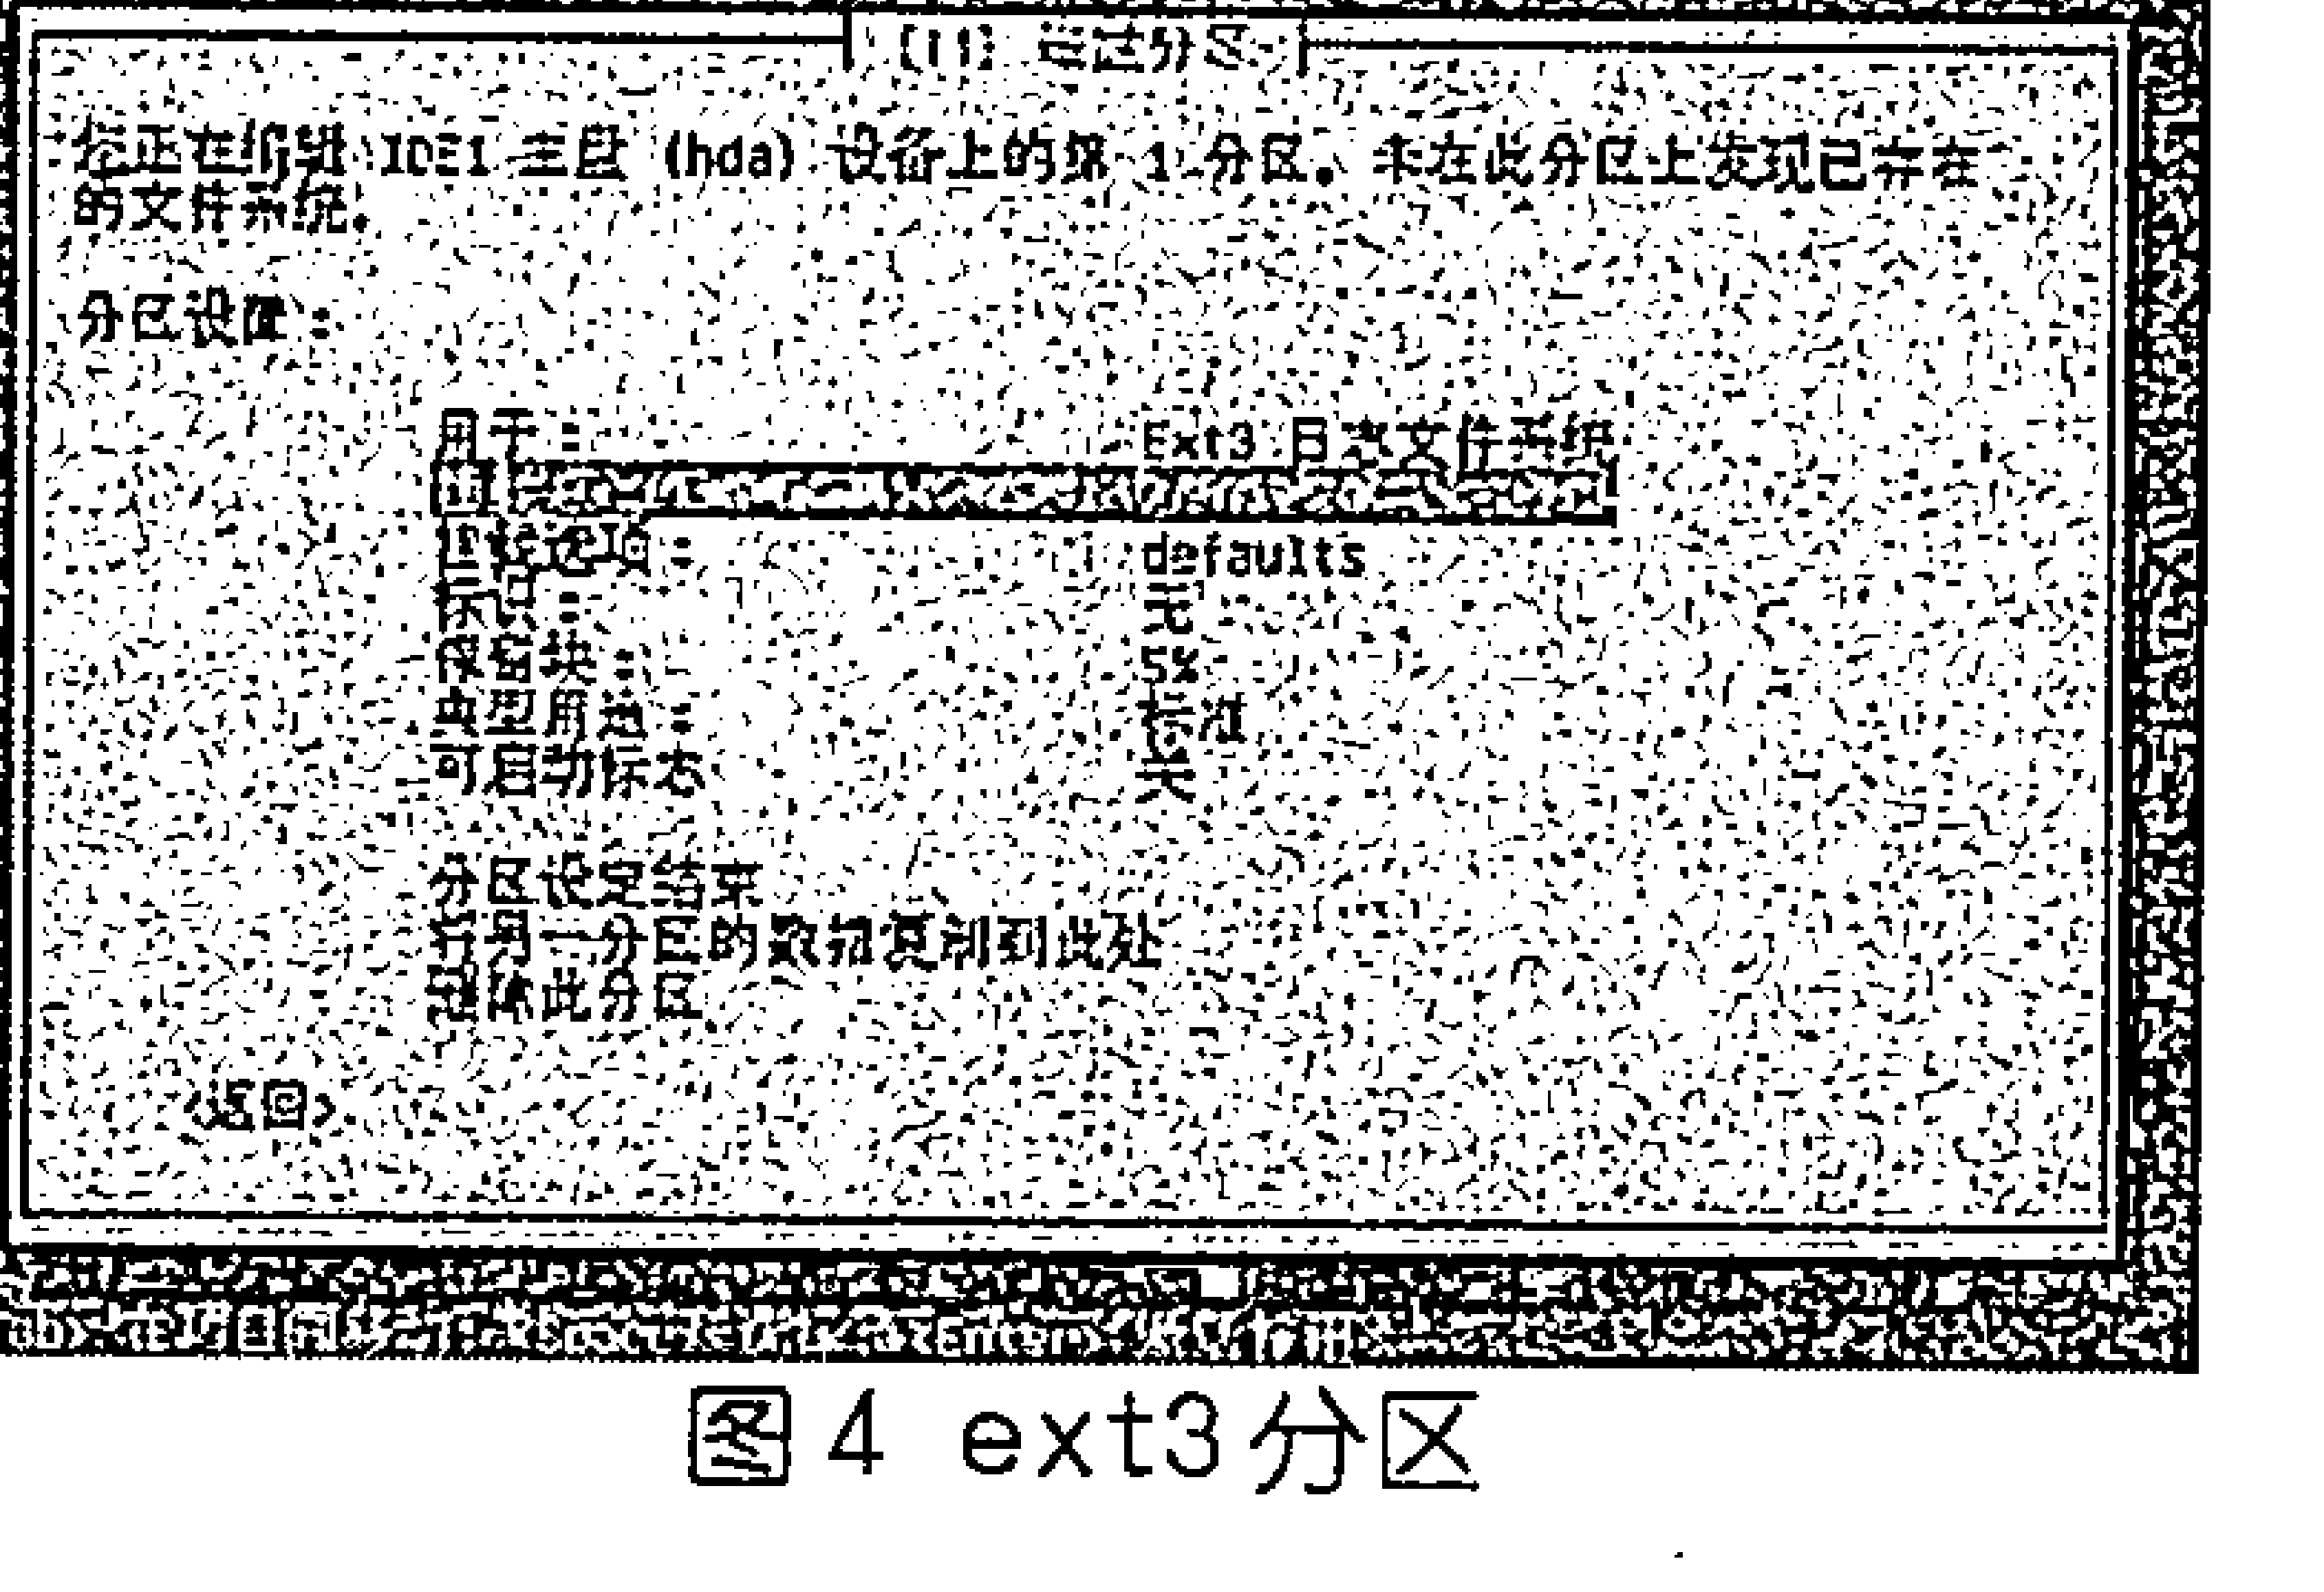 [!!] 磁盘分区
您正在编辑 IDE1 主盘 (hda) 设备上的第 1 分区。未在此分区上发现已存在
的文件系统。
分区设置：
用于： Ext3 日志文件系统
挂载选项： defaults
标识： 无
保留块： 5%
典型用途： 标准
可启动标志 关
分区设定结束
将另一分区的数据复制到此处
删除此分区
<返回>
图4 ext3分区